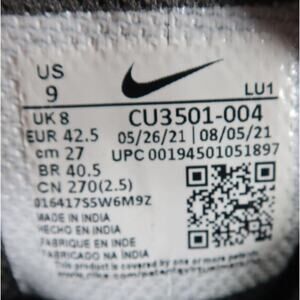 US
9
LU1
UK 8
CU3501-004
EUR 42.5
05/26/21 08/05/21
cm 27
UPC 00194501051897
BR 40.5
CN 270(2.5)
016417S5W6M9Z
MADE IN INDIA
HECHO EN INDIA
FABRIQUE EN INDE
FABRICADO NA ÍNDIA